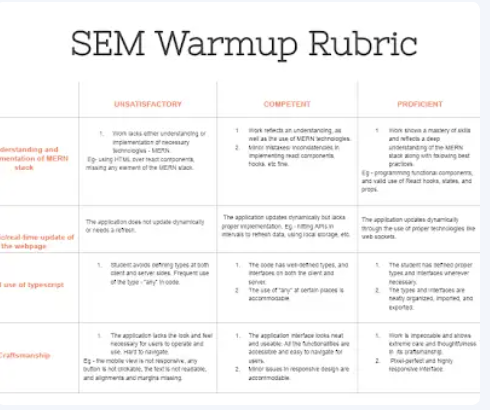 SEM Warmup Rubric
UNSATISFACTORY
COMPETENT
PROFICIENT
derstanding and
mentation of MERN
stack
1. Work lacks either understanding or
implementation of necessary
technologies - MERN.
Eg- using HTML over react components,
missing any element of the MERN stack.
1. Work reflects an understanding, as
well as the use of MERN technologies.
2. Minor mistakes: inconsistencies in
implementing react components,
hooks, etc.
1. Work shows a mastery of skills
and reflects a deep
understanding of the MERN
stack along with following best
practices.
Eg - programming functional components,
and valid use of React hooks, states, and
props.
c/real-time update of
the webpage
The application does not update dynamically
or needs a refresh.
The application updates dynamically but lacks
proper implementation. Eg - hitting APIs in
intervals to refresh data, using local storage, etc.
The application updates dynamically
through the use of proper technologies like
web sockets.
use of typescript
1. Student avoids defining types at both
client and server sides. Frequent use
of the type - "any" in code.
1. The code has well-defined types, and
interfaces on both the client and
server.
2. The use of "any" at certain places is
accommodable.
1. The student has defined proper
types and interfaces wherever
necessary.
2. The types and interfaces are
neatly organized, imported, and
exported.
Craftsmanship
1. The application lacks the look and feel
necessary for users to operate and
use. Hard to navigate.
Eg - the mobile view is not responsive, any
button is not clickable, the text is not readable,
and alignments and margins missing.
1. The application interface looks neat
and useable. All the functionalities are
accessible and easy to navigate for
users.
2. Minor issues in responsive design are
accommodable.
1. Work is impeccable and shows
extreme care and thoughtfulness
in its craftsmanship.
2. Pixel-perfect and highly
responsive interface.